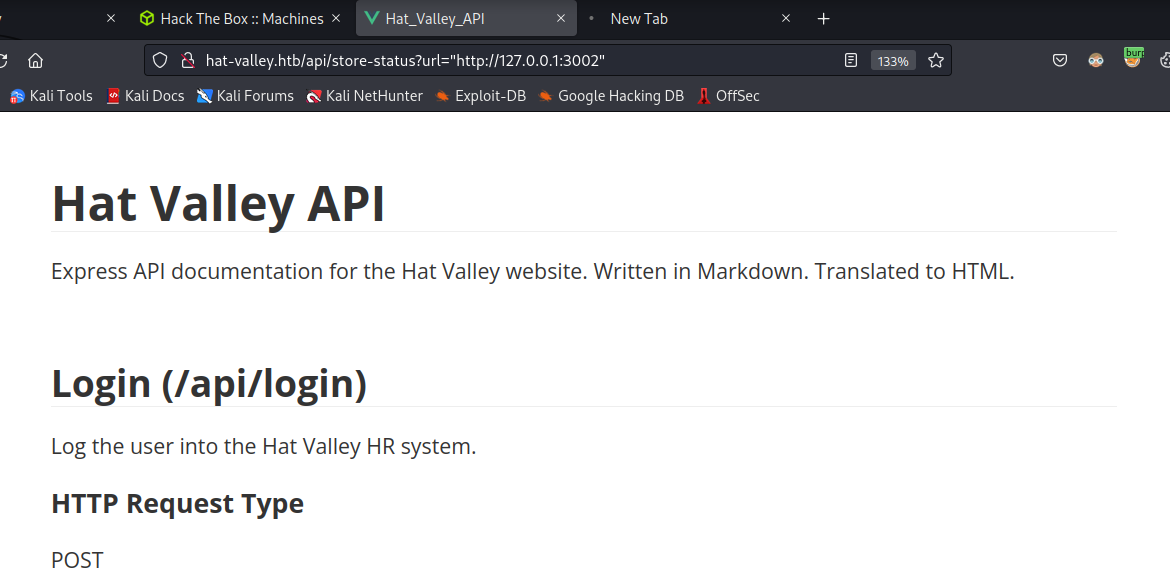 Hack The Box :: Machines
Hat_Valley_API
New Tab
hat-valley.htb/api/store-status?url="http://127.0.0.1:3002"
133%
burp
Kali Tools
Kali Docs
Kali Forums
Kali NetHunter
Exploit-DB
Google Hacking DB
OffSec
Hat Valley API
Express API documentation for the Hat Valley website. Written in Markdown. Translated to HTML.
Login (/api/login)
Log the user into the Hat Valley HR system.
HTTP Request Type
POST